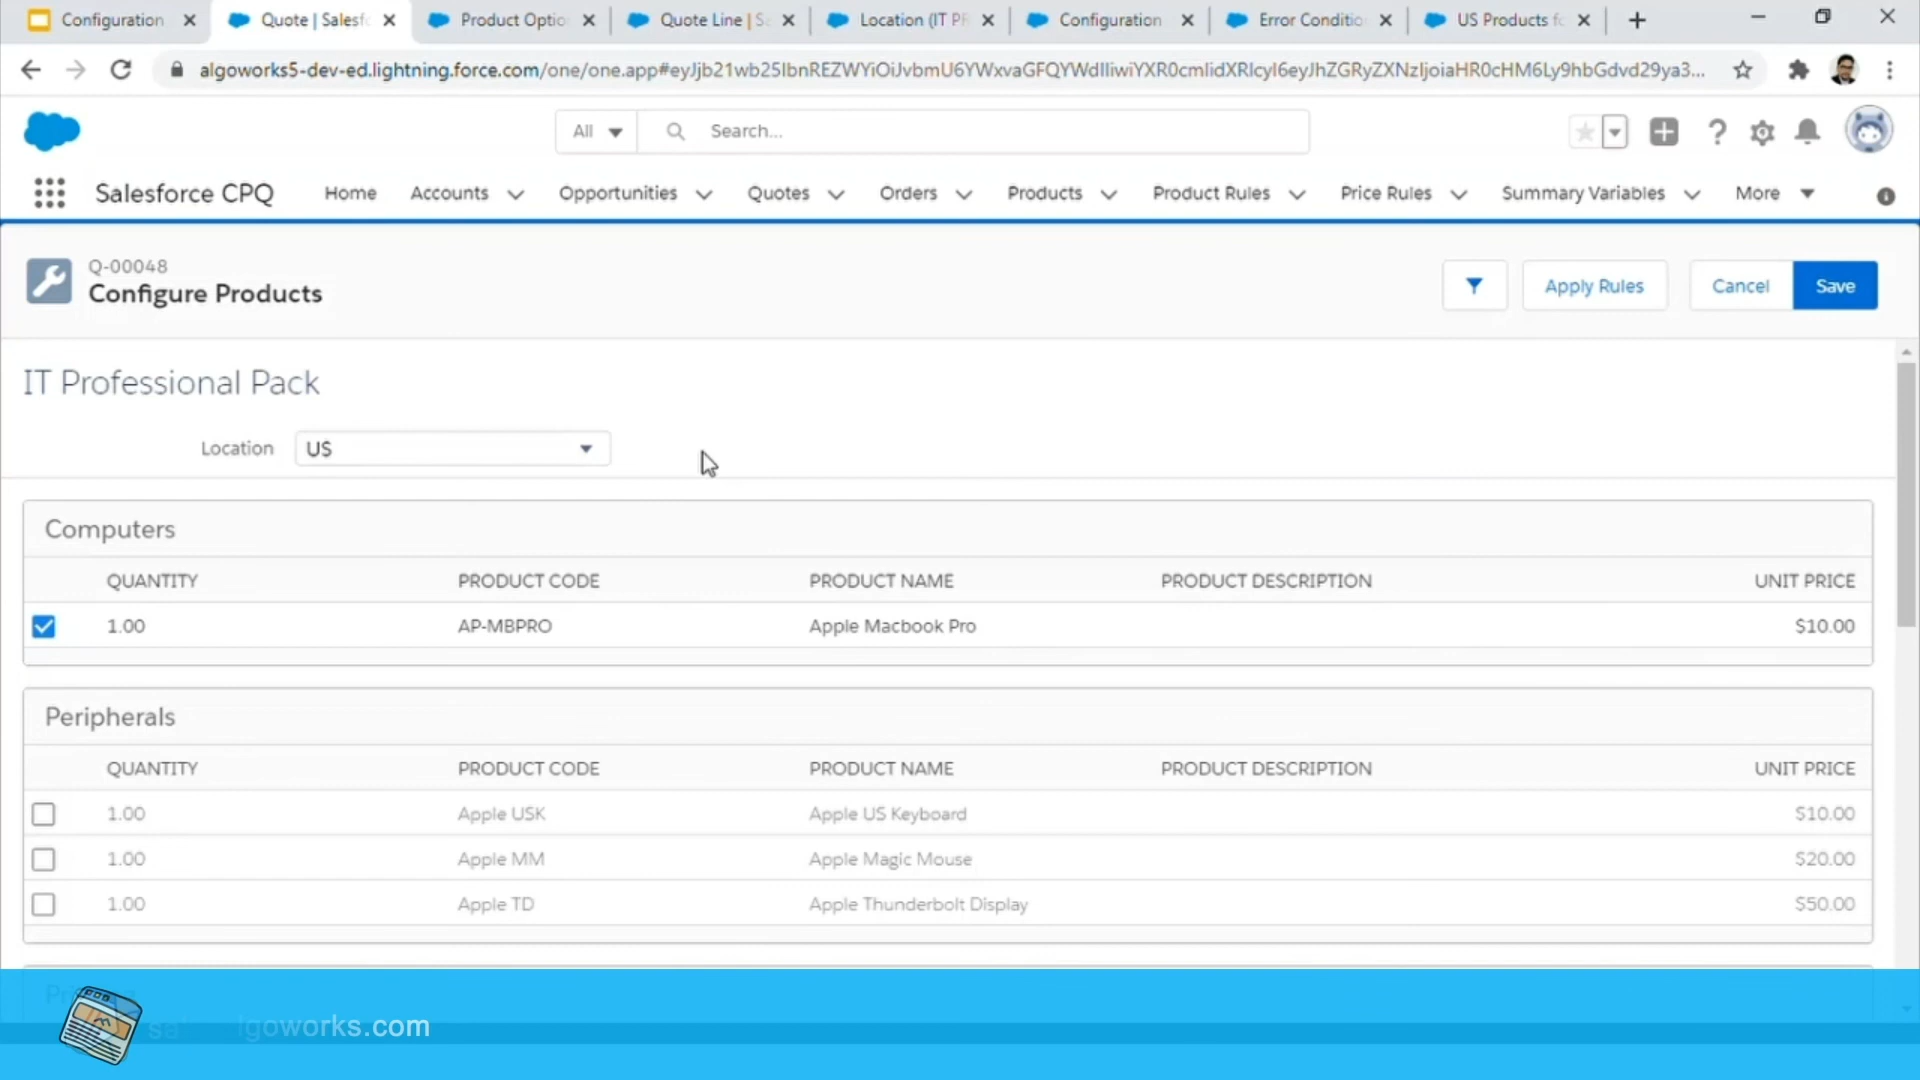 Configuration
Quote | Salesf
Product Optio
Quote Line | S
Location (IT P
Configuration
Error Conditio
US Products fo
algoworks5-dev-ed.lightning.force.com/one/one.app#eyJjb21wb25lbnREZWYiOiJvbmU6YWxvaGFQYWdlIiwiYXR0cmlidXRlcyI6eyJhZGRyZXNzIjoiaHR0cHM6Ly9hbGdvd29ya3...
All
Search...
Salesforce CPQ
Home
Accounts
Opportunities
Quotes
Orders
Products
Product Rules
Price Rules
Summary Variables
More
Q-00048
Configure Products
Apply Rules
Cancel
Save
IT Professional Pack
Location
US
Computers
QUANTITY PRODUCT CODE PRODUCT NAME PRODUCT DESCRIPTION UNIT PRICE
1.00 AP-MBPRO Apple Macbook Pro $10.00
Peripherals
QUANTITY PRODUCT CODE PRODUCT NAME PRODUCT DESCRIPTION UNIT PRICE
1.00 Apple USK Apple US Keyboard $10.00
1.00 Apple MM Apple Magic Mouse $20.00
1.00 Apple TD Apple Thunderbolt Display $50.00
lgoworks.com